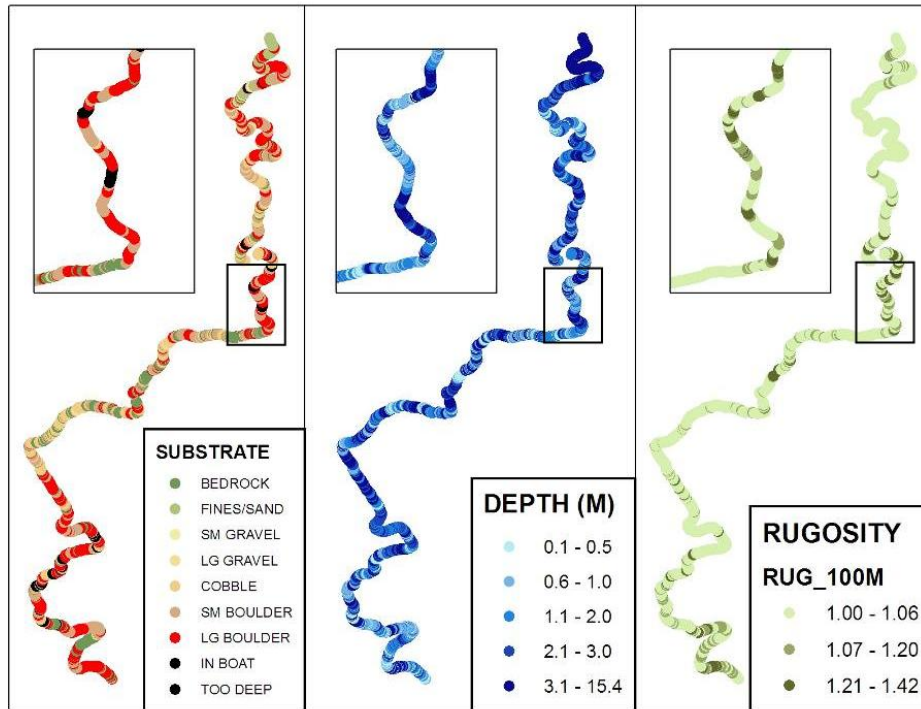 SUBSTRATE
BEDROCK
FINES/SAND
SM GRAVEL
LG GRAVEL
COBBLE
SM BOULDER
LG BOULDER
IN BOAT
TOO DEEP
DEPTH (M)
0.1 - 0.5
0.6 - 1.0
1.1 - 2.0
2.1 - 3.0
3.1 - 15.4
RUGOSITY
RUG_100M
1.00 - 1.06
1.07 - 1.20
1.21 - 1.42